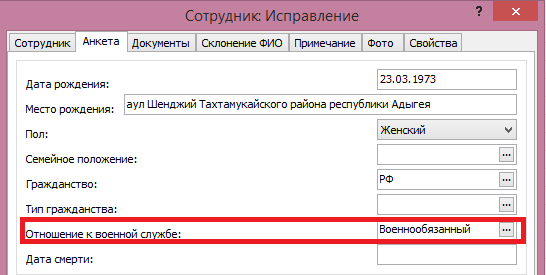 Сотрудник: Исправление
? ×
Сотрудник Анкета Документы Склонение ФИО Примечание Фото Свойства
Дата рождения: 23.03.1973
Место рождения: аул Шенджий Тахтамукайского района республики Адыгея
Пол: Женский
Семейное положение: ...
Гражданство: РФ ...
Тип гражданства: ...
Отношение к военной службе: Военнообязанный ...
Дата смерти: